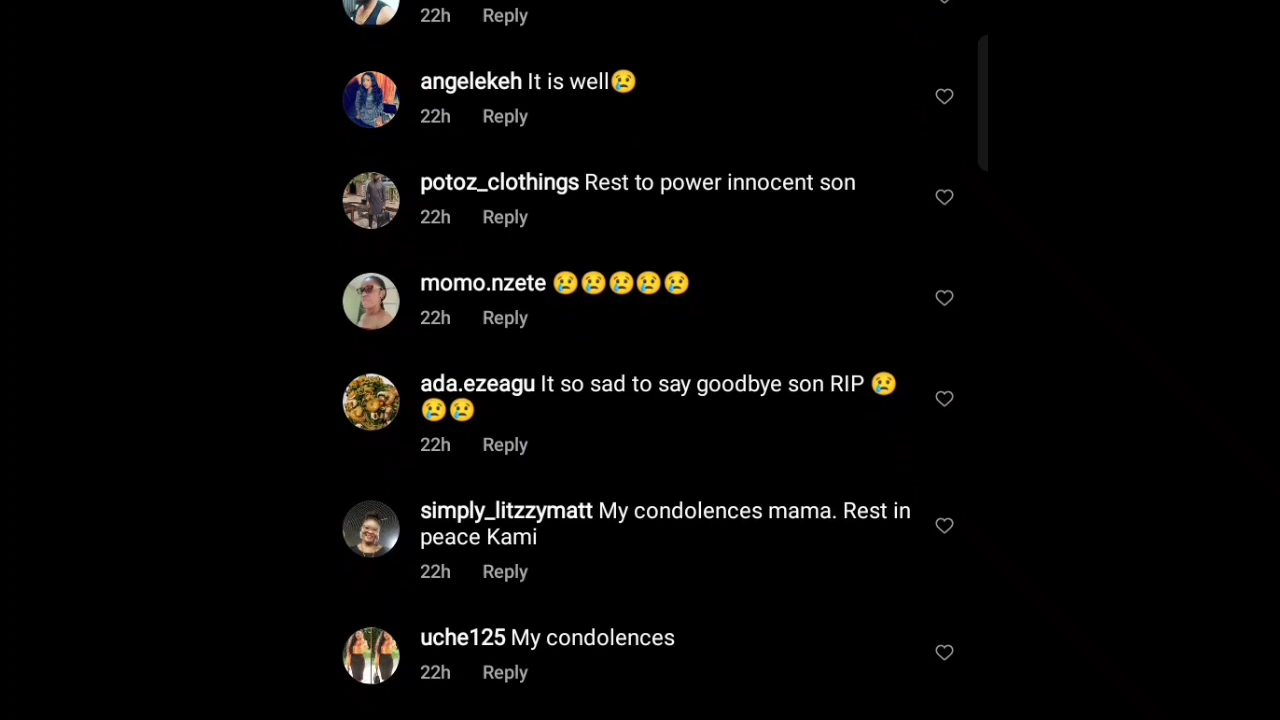 22h Reply
angelekeh It is well😢
22h Reply
potoz_clothings Rest to power innocent son
22h Reply
momo.nzete 😢😢😢😢😢
22h Reply
ada.ezeagu It so sad to say goodbye son RIP 😢
😢😢
22h Reply
simply_litzzymatt My condolences mama. Rest in
peace Kami
22h Reply
uche125 My condolences
22h Reply